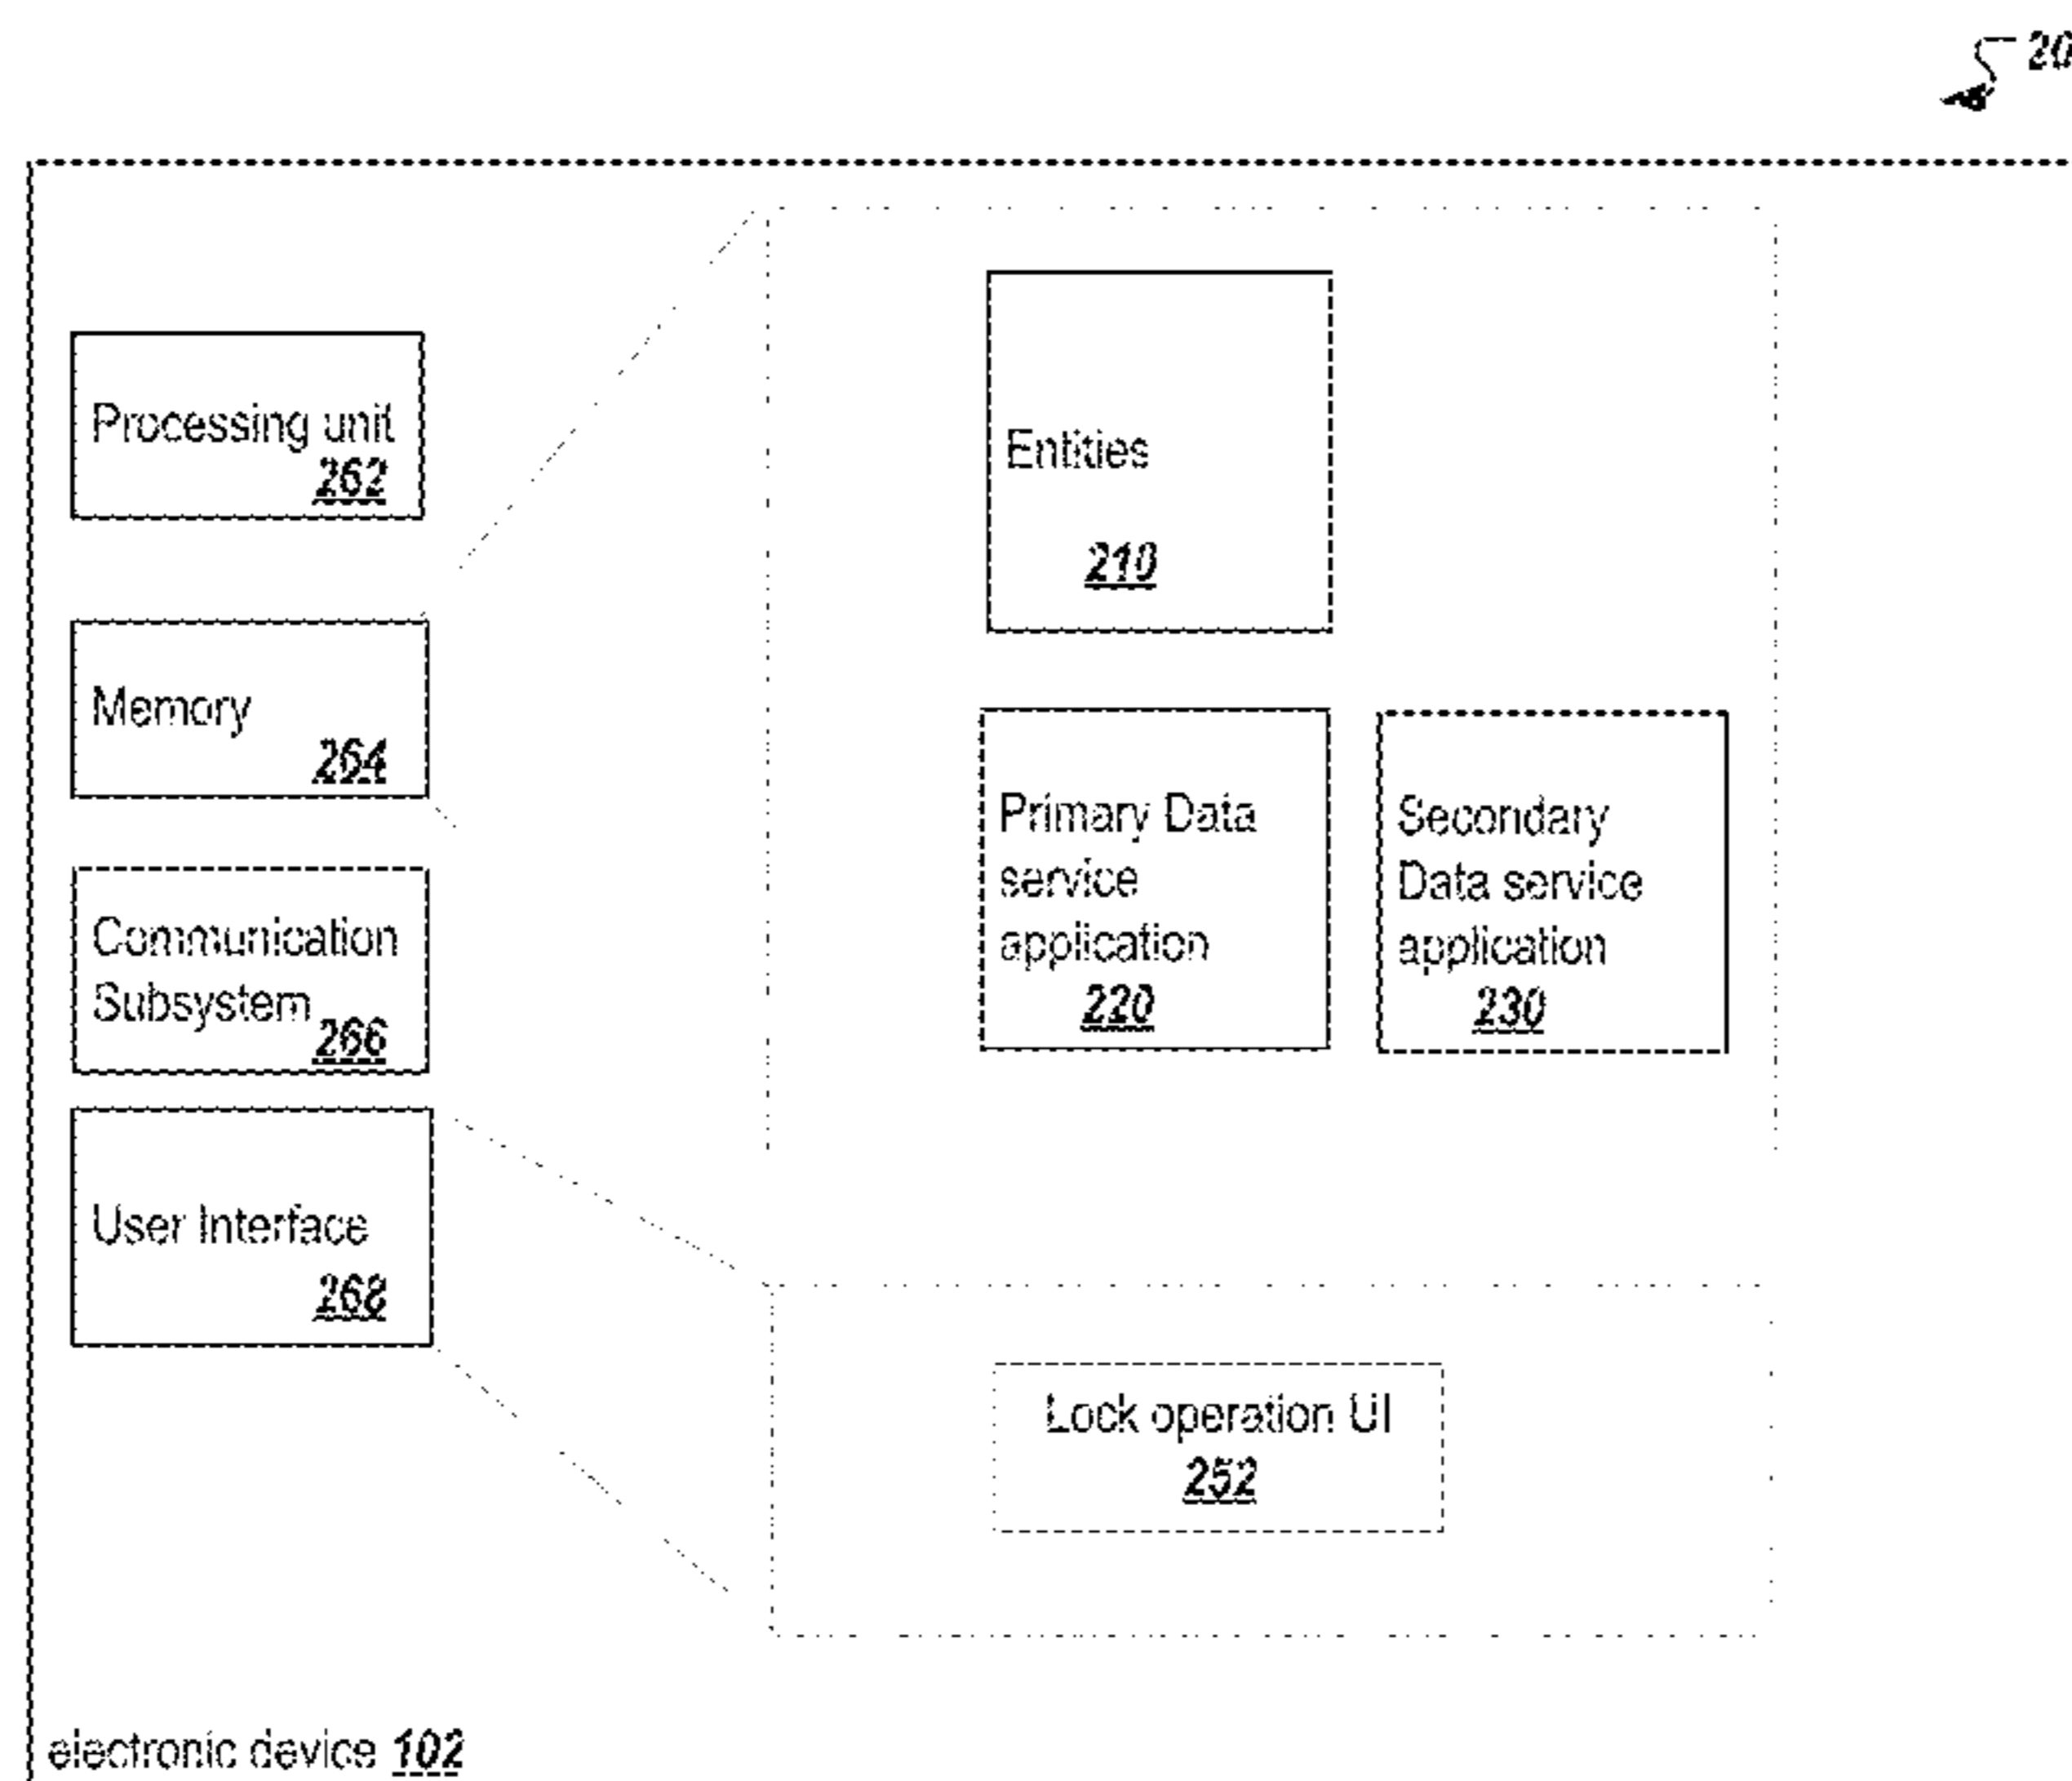 20
Processing unit
262
Memory
264
Communication
Subsystem
266
User Interface
268
Entities
210
Primary Data
service
application
220
Secondary
Data service
application
230
Lock operation UI
252
electronic device 102